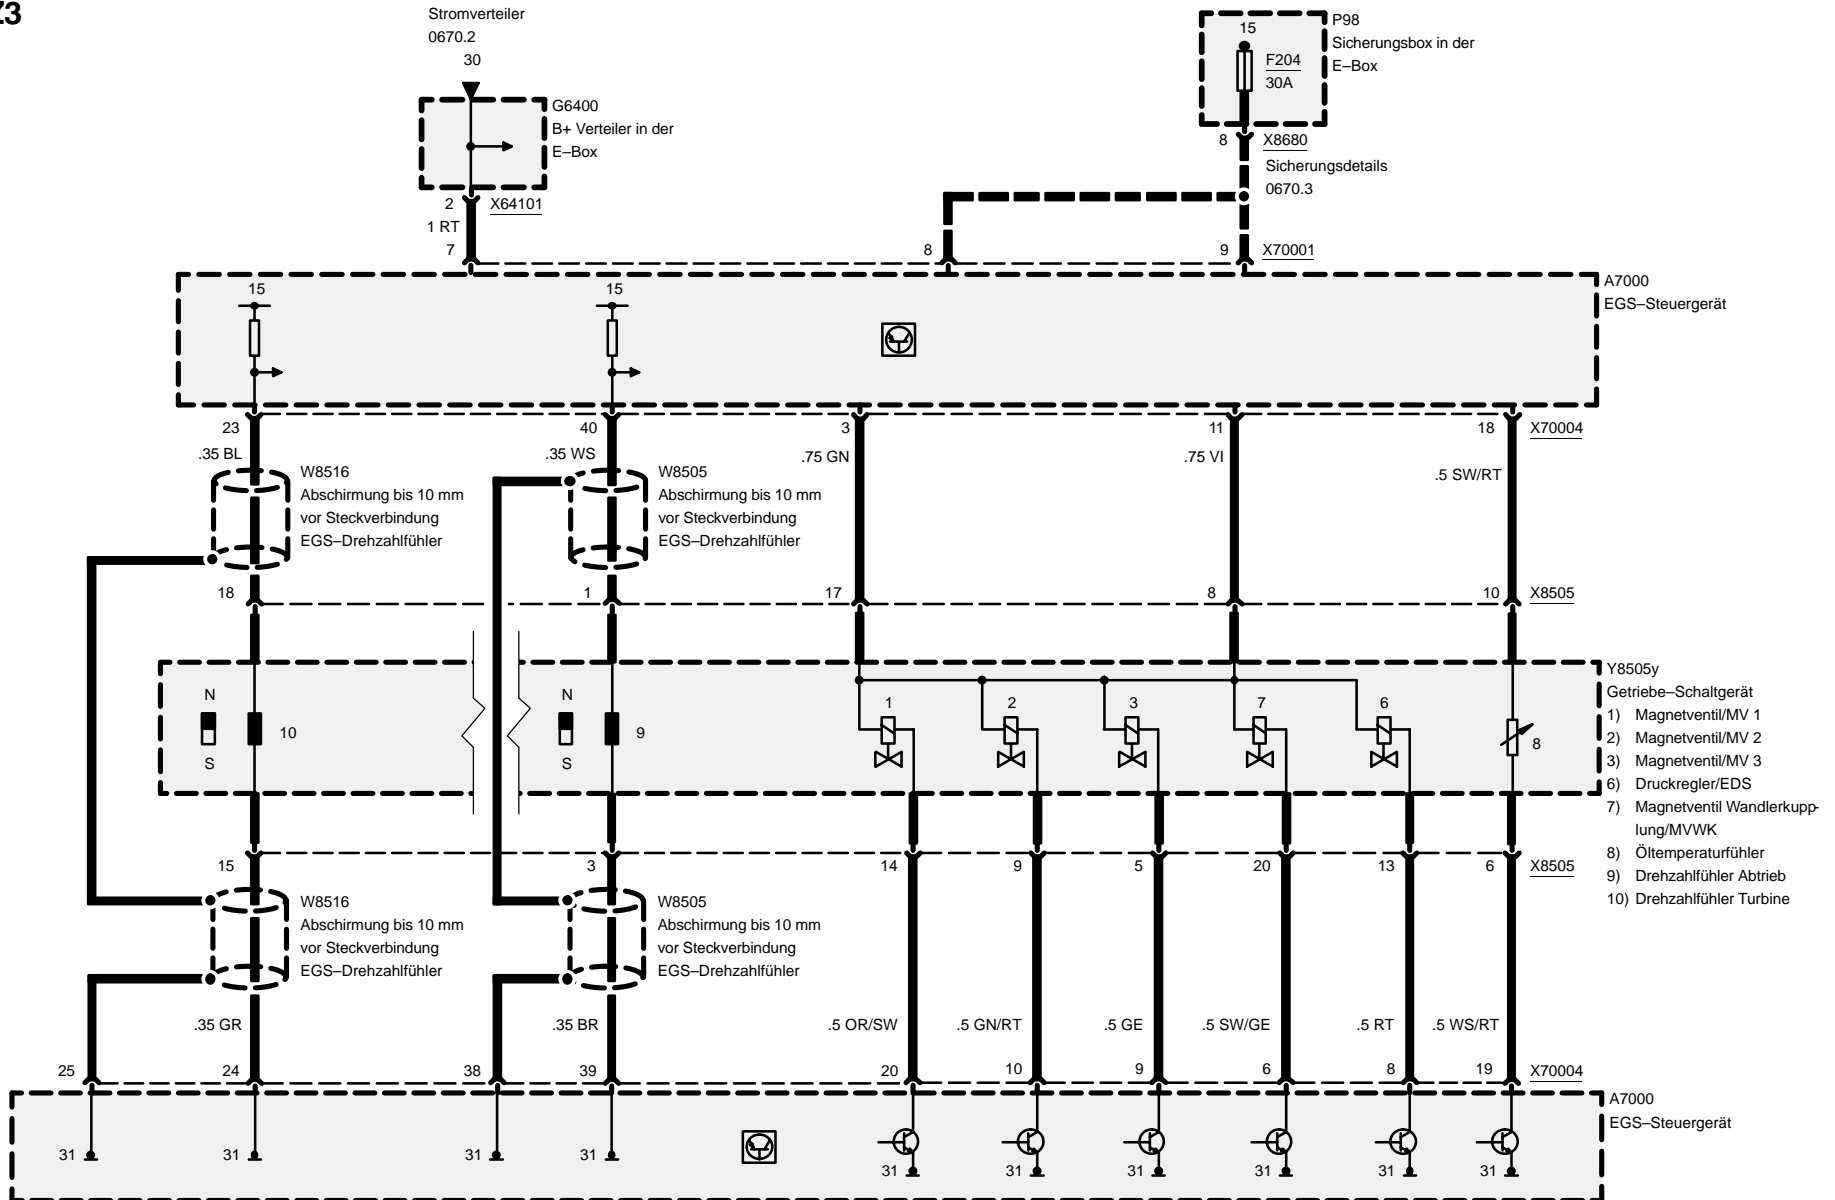 Z3
Stromverteiler
0670.2
30
G6400
B+ Verteiler in der
E–Box
2 X64101
1 RT
7
P98
Sicherungsbox in der
E–Box
15
F204
30A
8 X8680
Sicherungsdetails
0670.3
8
9 X70001
A7000
EGS–Steuergerät
15
15
23 40 3 11 18 X70004
.35 BL .35 WS .75 GN .75 VI .5 SW/RT
W8516
Abschirmung bis 10 mm
vor Steckverbindung
EGS–Drehzahlfühler
W8505
Abschirmung bis 10 mm
vor Steckverbindung
EGS–Drehzahlfühler
18 1 17 8 10 X8505
N
S
10
N
S
9
1 2 3 7 6
8
Y8505y
Getriebe–Schaltgerät
1) Magnetventil/MV 1
2) Magnetventil/MV 2
3) Magnetventil/MV 3
6) Druckregler/EDS
7) Magnetventil Wandlerkupp-
lung/MVWK
8) Öltemperaturfühler
9) Drehzahlfühler Abtrieb
10) Drehzahlfühler Turbine
15 3 14 9 5 20 13 6 X8505
W8516
Abschirmung bis 10 mm
vor Steckverbindung
EGS–Drehzahlfühler
W8505
Abschirmung bis 10 mm
vor Steckverbindung
EGS–Drehzahlfühler
.35 GR .35 BR .5 OR/SW .5 GN/RT .5 GE .5 SW/GE .5 RT .5 WS/RT
25 24 38 39 20 10 9 6 8 19 X70004
A7000
EGS–Steuergerät
31 31 31 31 31 31 31 31 31 31